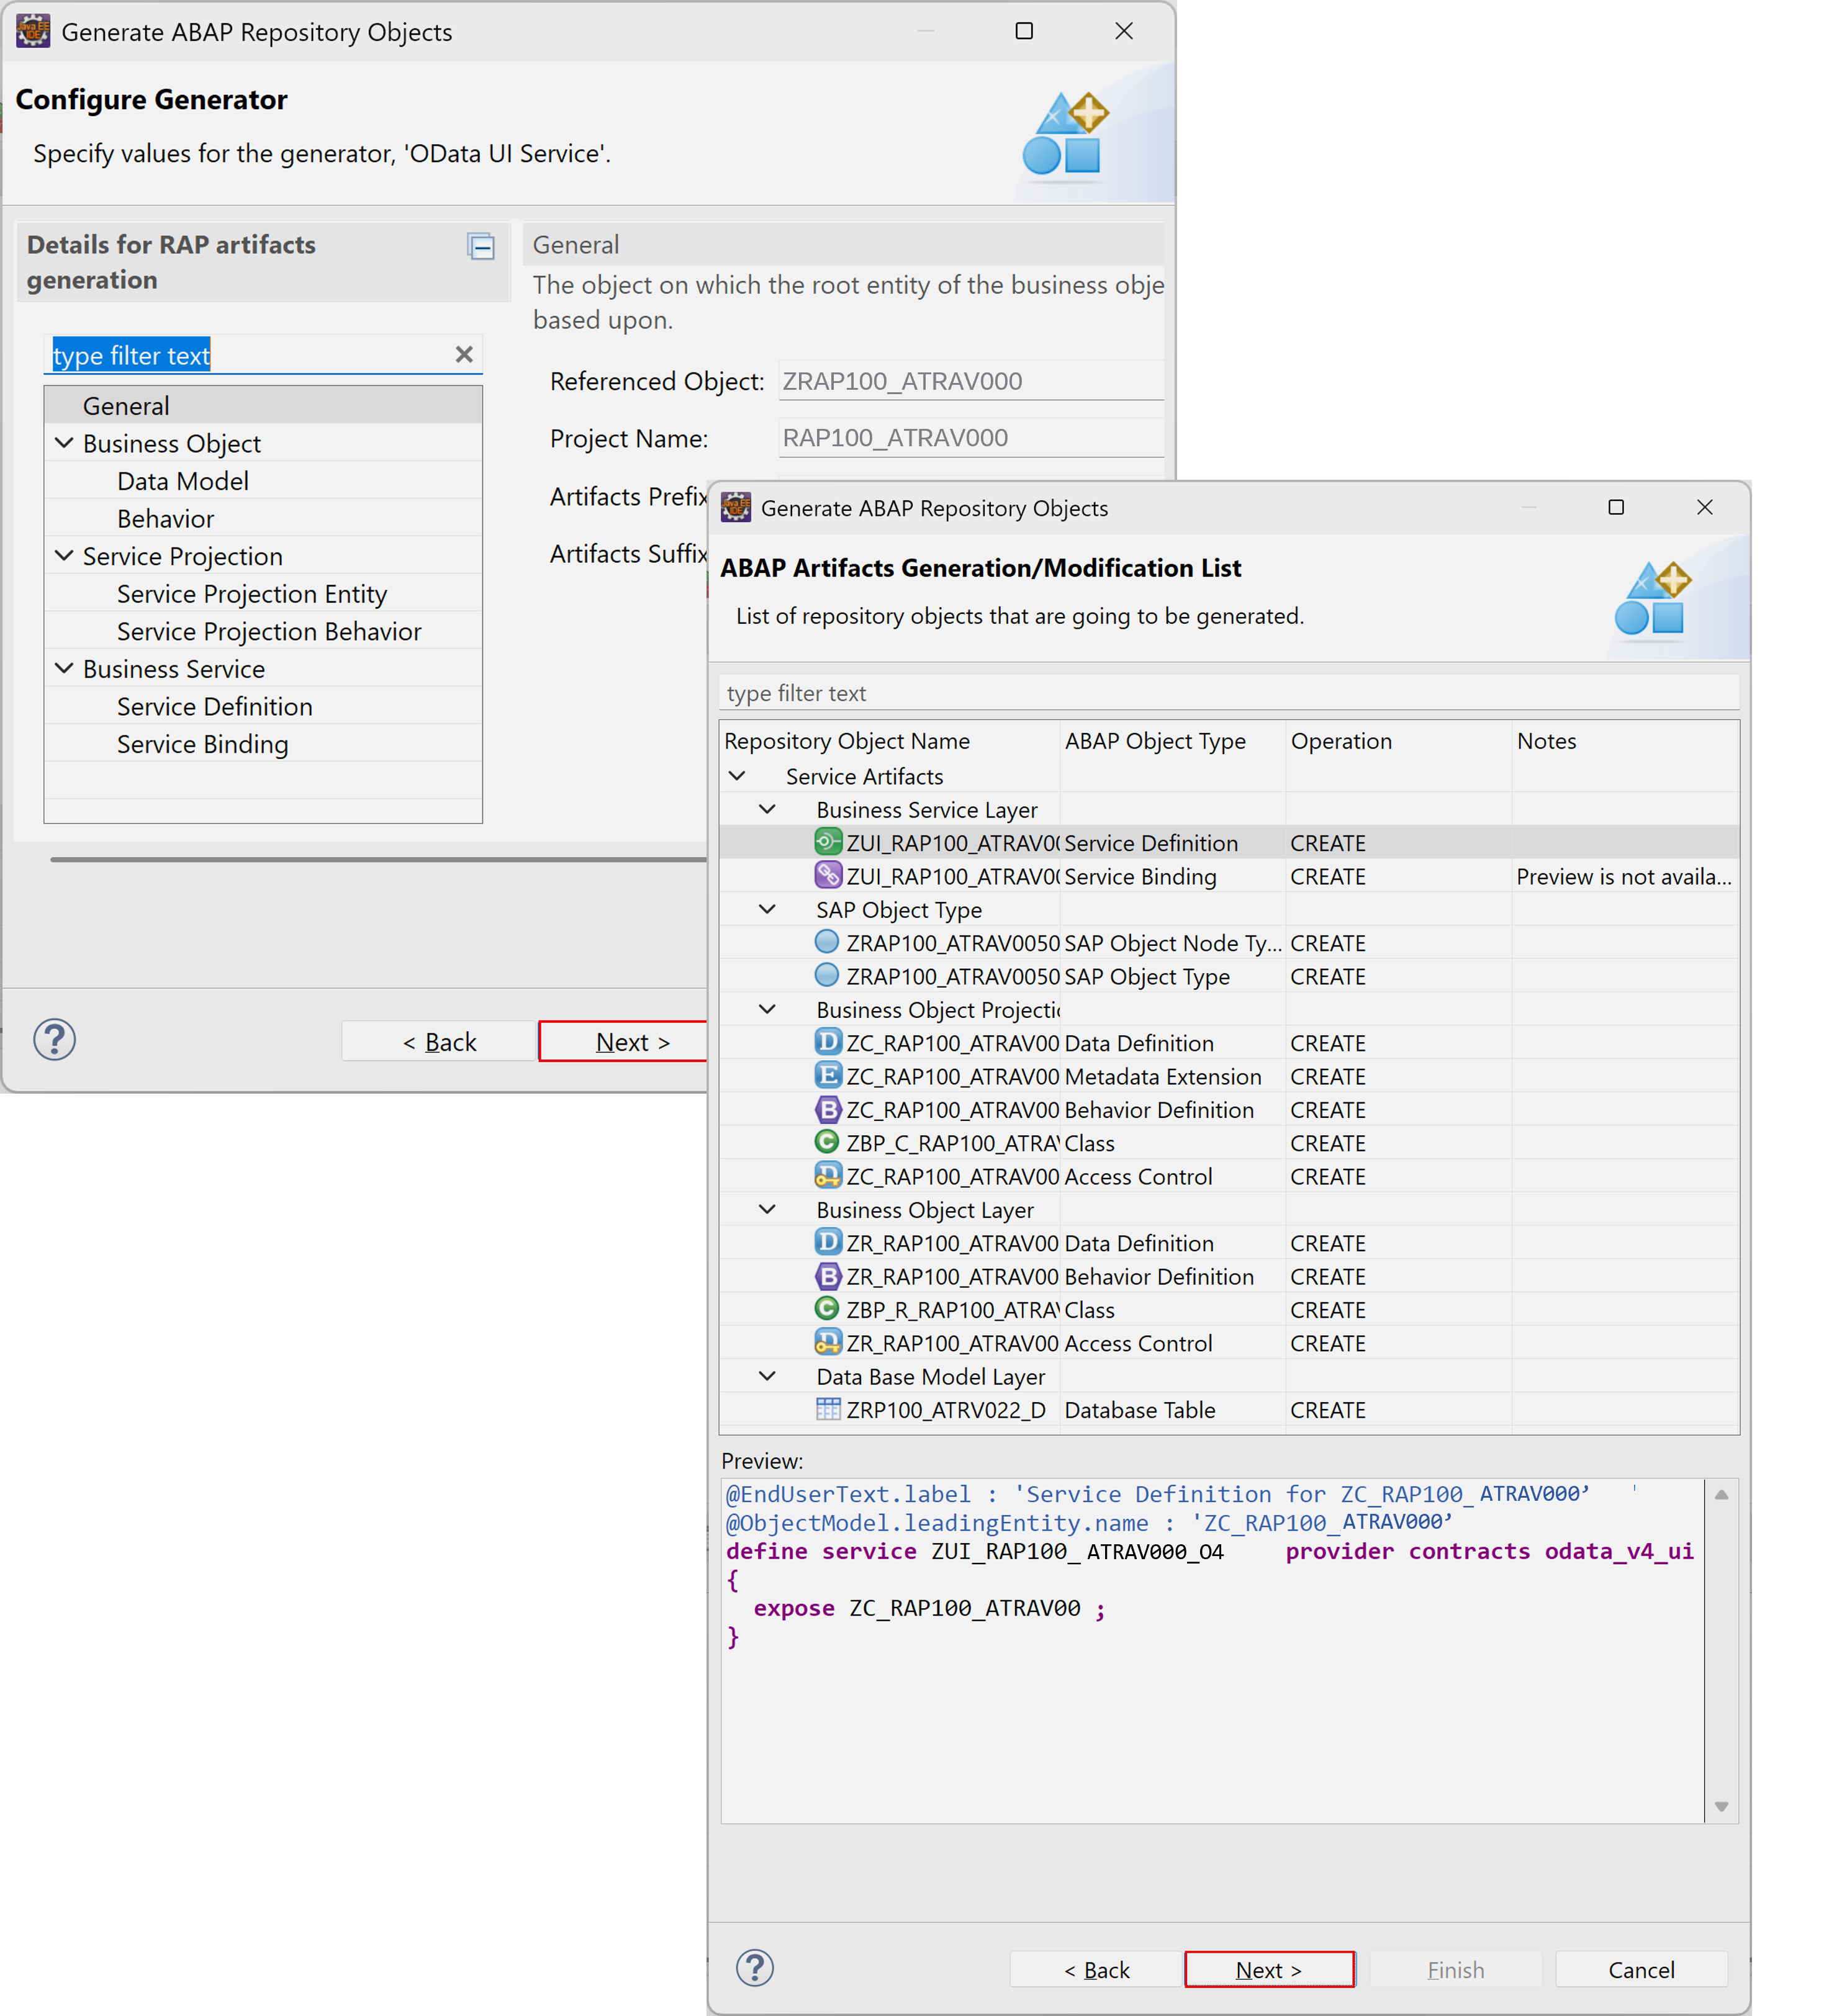 Generate ABAP Repository Objects
Configure Generator
Specify values for the generator, 'OData UI Service'.
Details for RAP artifacts
generation
type filter text
General
Business Object
Data Model
Behavior
Service Projection
Service Projection Entity
Service Projection Behavior
Business Service
Service Definition
Service Binding
General
The object on which the root entity of the business obje
based upon.
Referenced Object: ZRAP100_ATRAV000
Project Name: RAP100_ATRAV000
Artifacts Prefix
Artifacts Suffix
< Back Next >
Generate ABAP Repository Objects
ABAP Artifacts Generation/Modification List
List of repository objects that are going to be generated.
type filter text
Repository Object Name ABAP Object Type Operation Notes
Service Artifacts
Business Service Layer
ZUI_RAP100_ATRAV00 Service Definition CREATE
ZUI_RAP100_ATRAV00 Service Binding CREATE Preview is not availa...
SAP Object Type
ZRAP100_ATRAV0050 SAP Object Node Ty... CREATE
ZRAP100_ATRAV0050 SAP Object Type CREATE
Business Object Projectio
D ZC_RAP100_ATRAV00 Data Definition CREATE
E ZC_RAP100_ATRAV00 Metadata Extension CREATE
B ZC_RAP100_ATRAV00 Behavior Definition CREATE
C ZBP_C_RAP100_ATRAV Class CREATE
D ZC_RAP100_ATRAV00 Access Control CREATE
Business Object Layer
D ZR_RAP100_ATRAV00 Data Definition CREATE
B ZR_RAP100_ATRAV00 Behavior Definition CREATE
C ZBP_R_RAP100_ATRAV Class CREATE
D ZR_RAP100_ATRAV00 Access Control CREATE
Data Base Model Layer
ZRP100_ATRV022_D Database Table CREATE
Preview:
@EndUserText.label : 'Service Definition for ZC_RAP100_ATRAV000’ '
@ObjectModel.leadingEntity.name : 'ZC_RAP100_ATRAV000’
define service ZUI_RAP100_ATRAV000_O4 provider contracts odata_v4_ui
{
expose ZC_RAP100_ATRAV00 ;
}
< Back Next > Finish Cancel